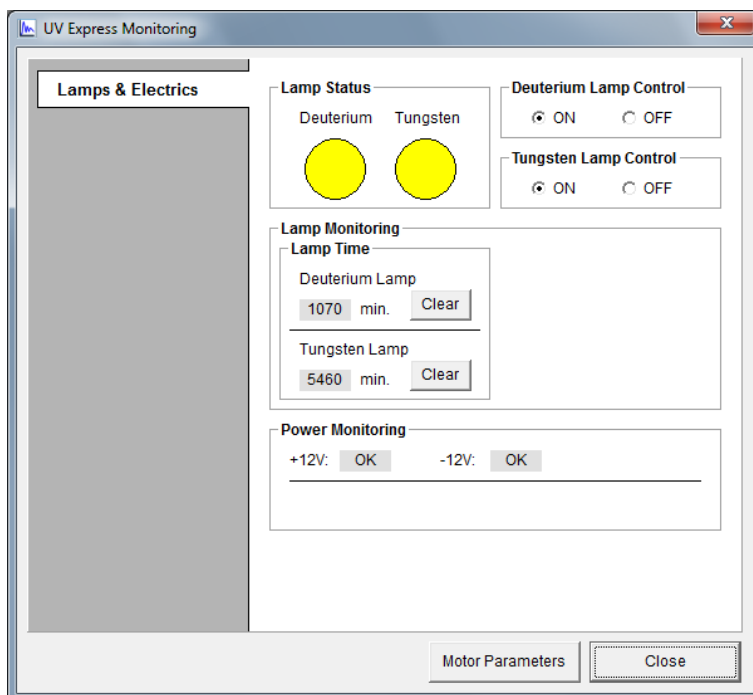 UV Express Monitoring
Lamps & Electrics
Lamp Status
Deuterium Tungsten
Deuterium Lamp Control
ON OFF
Tungsten Lamp Control
ON OFF
Lamp Monitoring
Lamp Time
Deuterium Lamp
1070 min. Clear
Tungsten Lamp
5460 min. Clear
Power Monitoring
+12V: OK -12V: OK
Motor Parameters Close